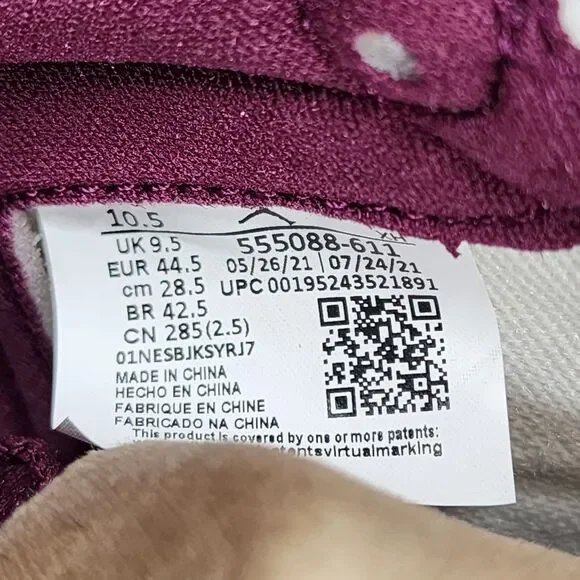 10.5
UK 9.5 555088-611
EUR 44.5 05/26/21 | 07/24/21
cm 28.5 UPC 00195243521891
BR 42.5
CN 285(2.5)
01NESBJKSYRJ7
MADE IN CHINA
HECHO EN CHINA
FABRIQUE EN CHINE
FABRICADO NA CHINA
This product is covered by one or more patents: